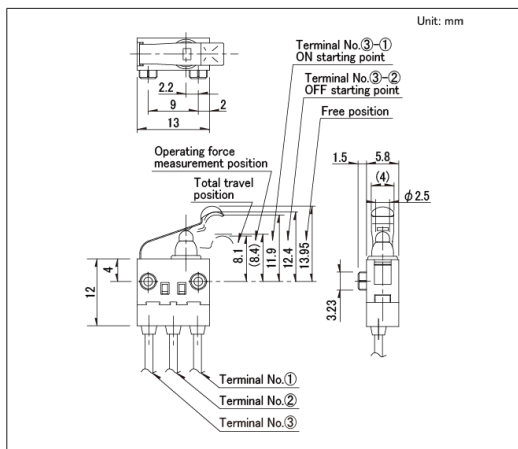 Unit: mm
Terminal No.③-①
ON starting point
Terminal No.③-②
OFF starting point
Free position
2.2
9
2
13
Operating force
measurement position
Total travel
position
1.5
5.8
(4)
φ2.5
4
12
8.1
(8.4)
11.9
12.4
13.95
3.23
Terminal No.①
Terminal No.②
Terminal No.③